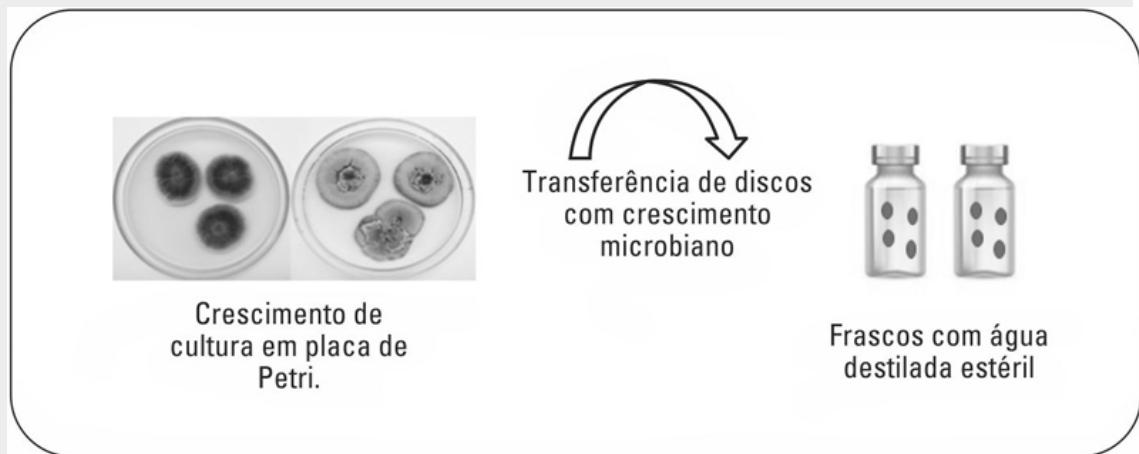 Crescimento de
cultura em placa de
Petri.
Transferência de discos
com crescimento
microbiano
Frascos com água
destilada estéril